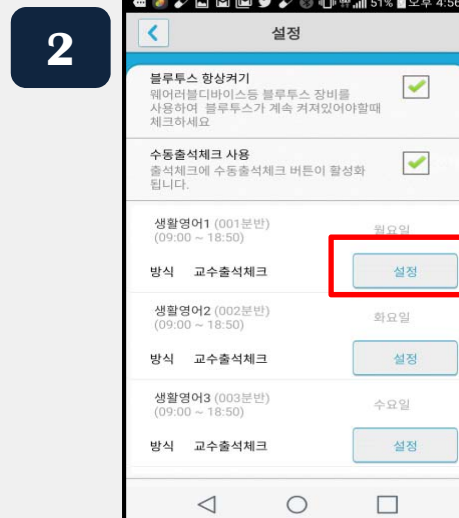 2
51% 오후 4:56
설정
블루투스 항상켜기
웨어러블디바이스등 블루투스 장비를
사용하여 블루투스가 계속 켜져있어야할때
체크하세요
수동출석체크 사용
출석체크에 수동출석체크 버튼이 활성화
됩니다.
생활영어1 (001분반) 월요일
(09:00 ~ 18:50)
방식 교수출석체크 설정
생활영어2 (002분반) 화요일
(09:00 ~ 18:50)
방식 교수출석체크 설정
생활영어3 (003분반) 수요일
(09:00 ~ 18:50)
방식 교수출석체크 설정